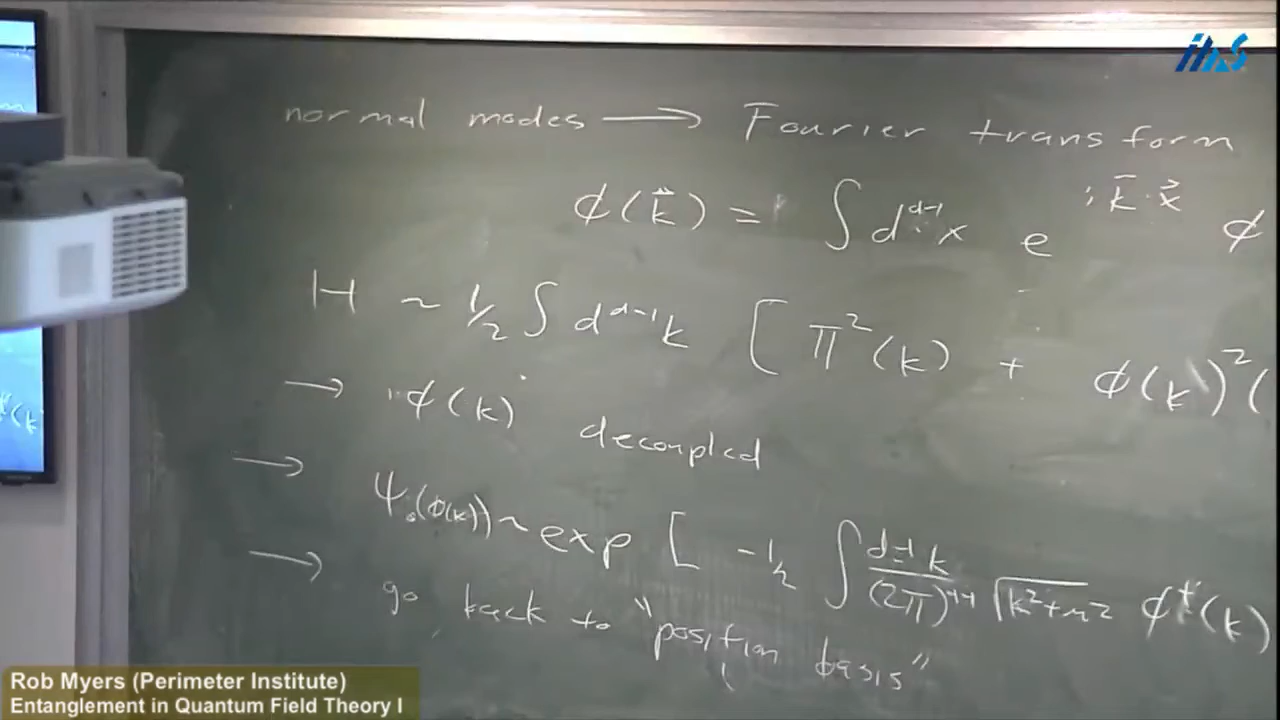 ihes
normal modes ⟶ Fourier transform
ϕ(k⃗) = ∫ d^{d-1}x e^{i k⃗·x⃗} ϕ
H ~ 1/2 ∫ d^{d-1}k [ π²(k) + ϕ(k)²(
→ ϕ(k) decoupled
→ Ψ₀(ϕ(k)) ~ exp [ -1/2 ∫ d^{d-1}k/(2π)^{d-1} √(k²+m²) ϕ†(k)
→ go back to "position basis"
Rob Myers (Perimeter Institute)
Entanglement in Quantum Field Theory I